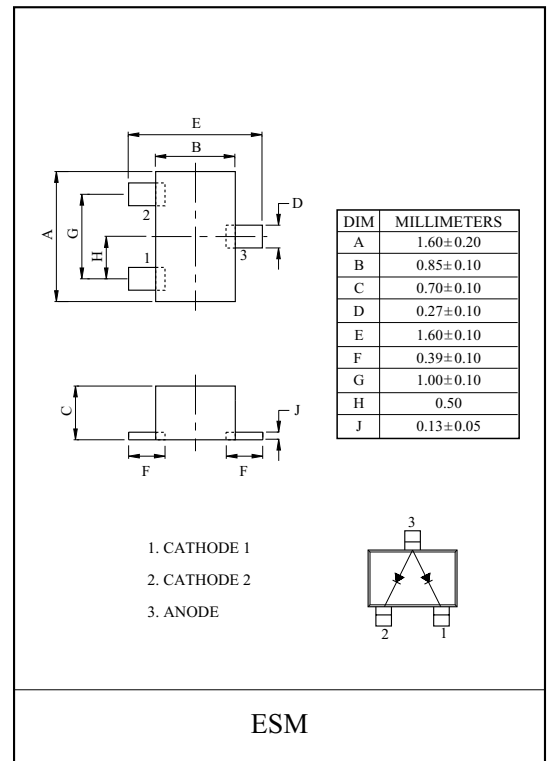 E
B
A
G
H
2
1
3
D
DIM MILLIMETERS
A 1.60±0.20
B 0.85±0.10
C 0.70±0.10
D 0.27±0.10
E 1.60±0.10
F 0.39±0.10
G 1.00±0.10
H 0.50
J 0.13±0.05
C
J
F F
1. CATHODE 1
2. CATHODE 2
3. ANODE
3
2 1
ESM